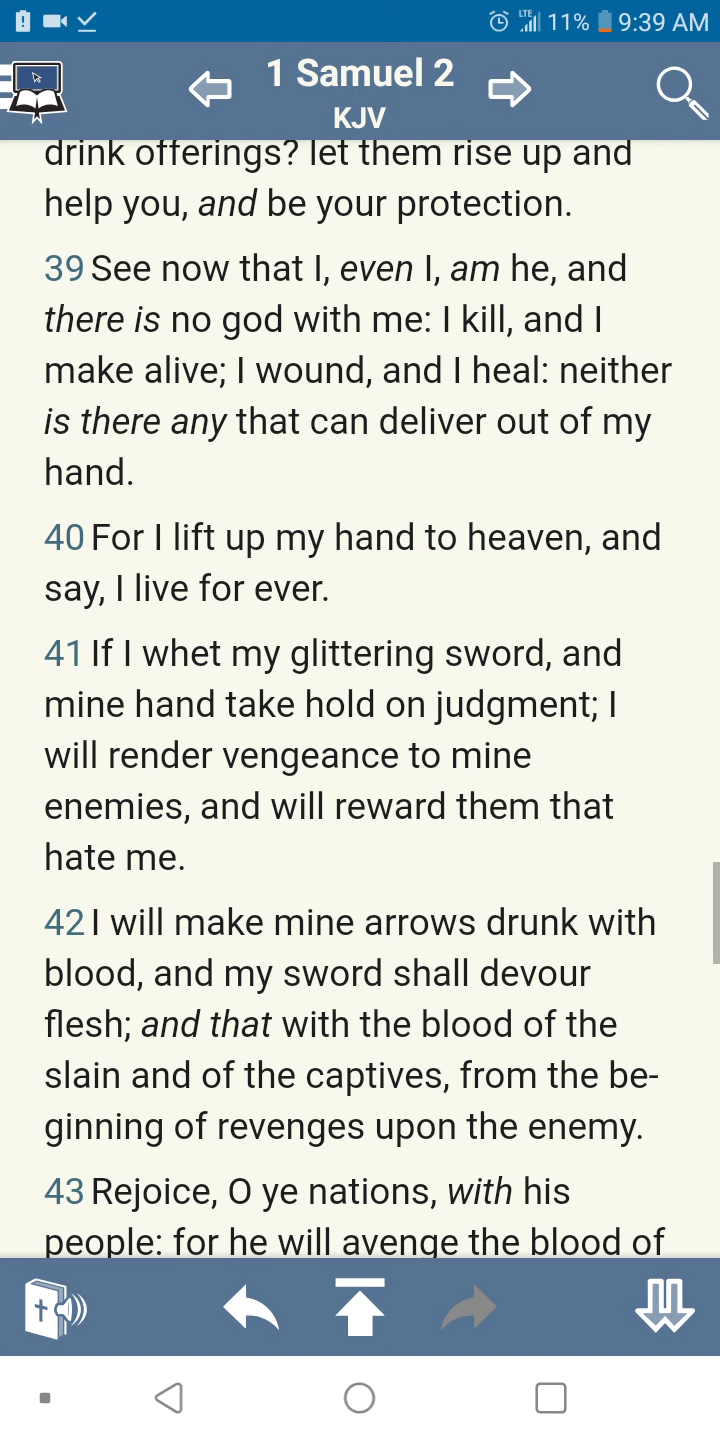 LTE 11% 9:39 AM
1 Samuel 2
KJV
drink offerings? let them rise up and
help you, and be your protection.
39 See now that I, even I, am he, and
there is no god with me: I kill, and I
make alive; I wound, and I heal: neither
is there any that can deliver out of my
hand.
40 For I lift up my hand to heaven, and
say, I live for ever.
41 If I whet my glittering sword, and
mine hand take hold on judgment; I
will render vengeance to mine
enemies, and will reward them that
hate me.
42 I will make mine arrows drunk with
blood, and my sword shall devour
flesh; and that with the blood of the
slain and of the captives, from the be-
ginning of revenges upon the enemy.
43 Rejoice, O ye nations, with his
people: for he will avenge the blood of